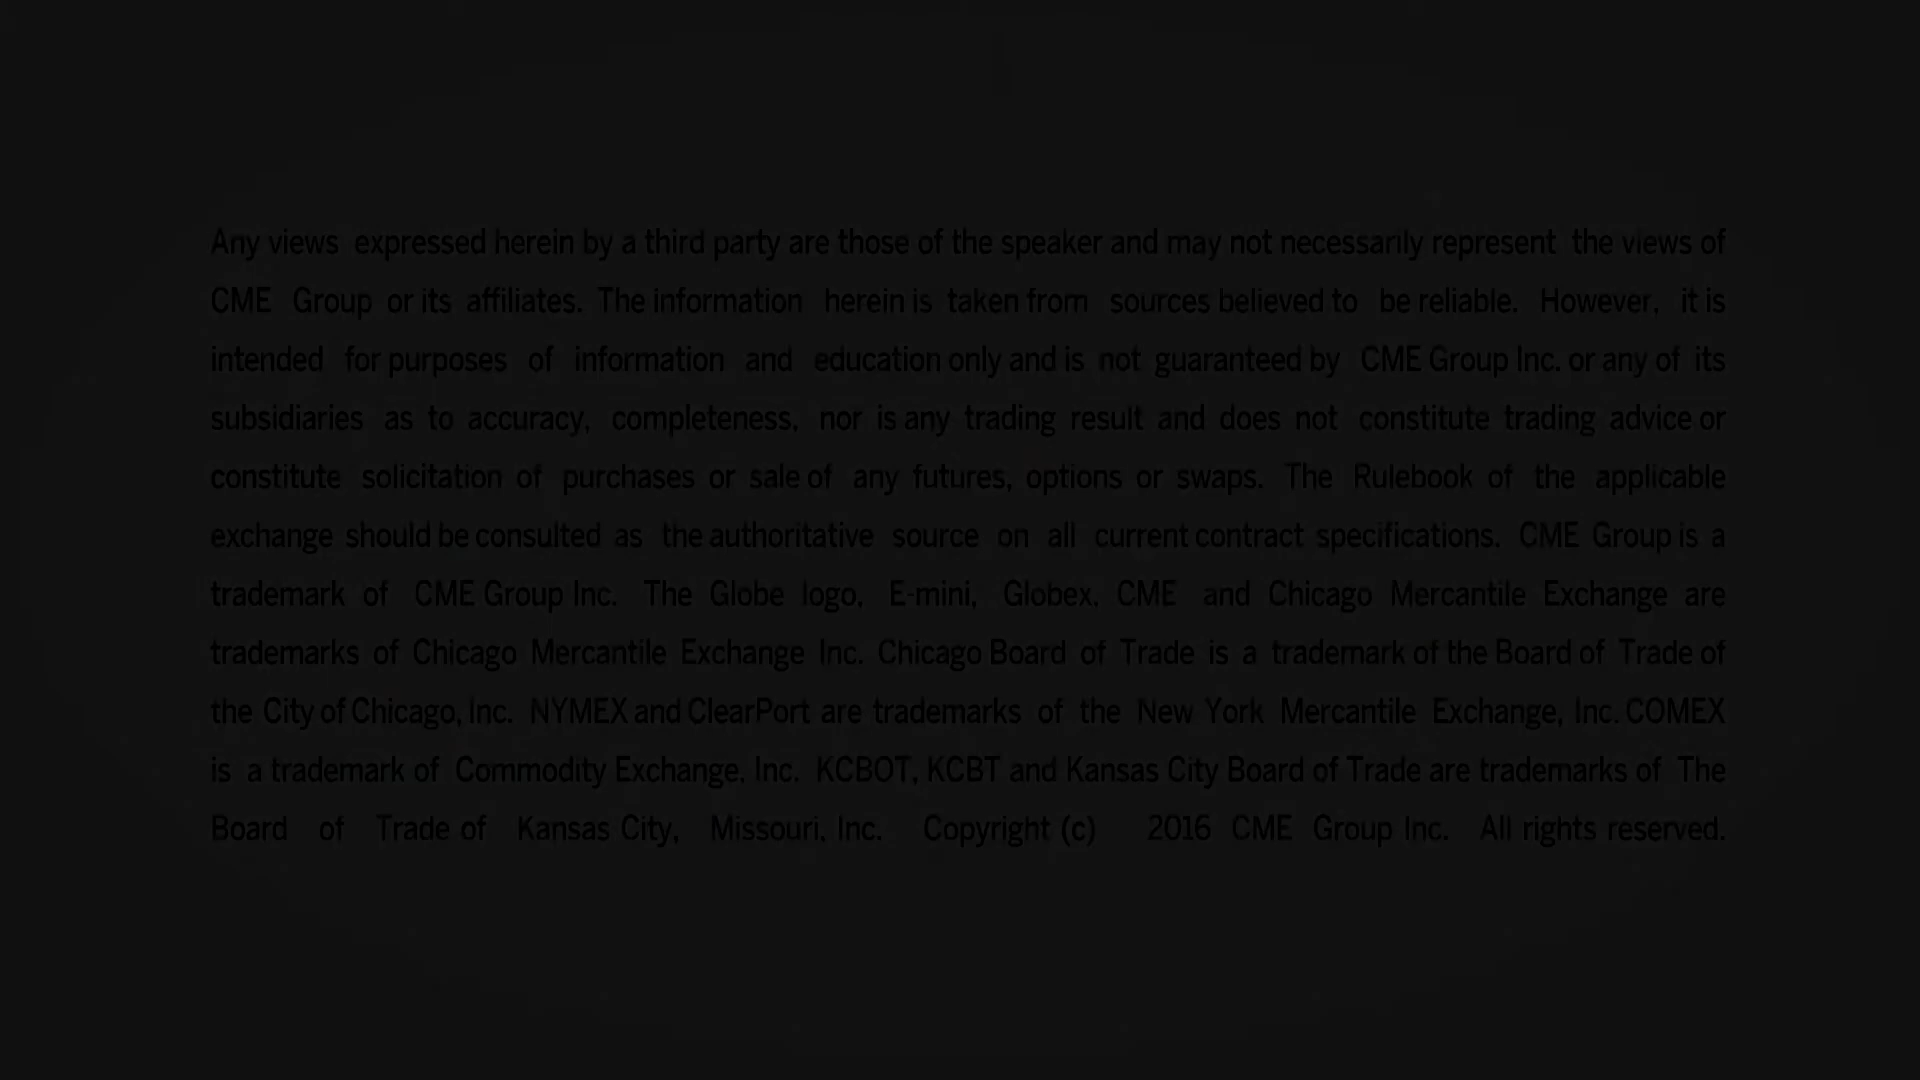 Any views expressed herein by a third party are those of the speaker and may not necessarily represent the views of
CME Group or its affiliates. The information herein is taken from sources believed to be reliable. However, it is
intended for purposes of information and education only and is not guaranteed by CME Group Inc. or any of its
subsidiaries as to accuracy, completeness, nor is any trading result and does not constitute trading advice or
constitute solicitation of purchases or sale of any futures, options or swaps. The Rulebook of the applicable
exchange should be consulted as the authoritative source on all current contract specifications. CME Group is a
trademark of CME Group Inc. The Globe logo, E-mini, Globex, CME and Chicago Mercantile Exchange are
trademarks of Chicago Mercantile Exchange Inc. Chicago Board of Trade is a trademark of the Board of Trade of
the City of Chicago, Inc. NYMEX and ClearPort are trademarks of the New York Mercantile Exchange, Inc. COMEX
is a trademark of Commodity Exchange, Inc. KCBOT, KCBT and Kansas City Board of Trade are trademarks of The
Board of Trade of Kansas City, Missouri, Inc. Copyright (c) 2016 CME Group Inc. All rights reserved.